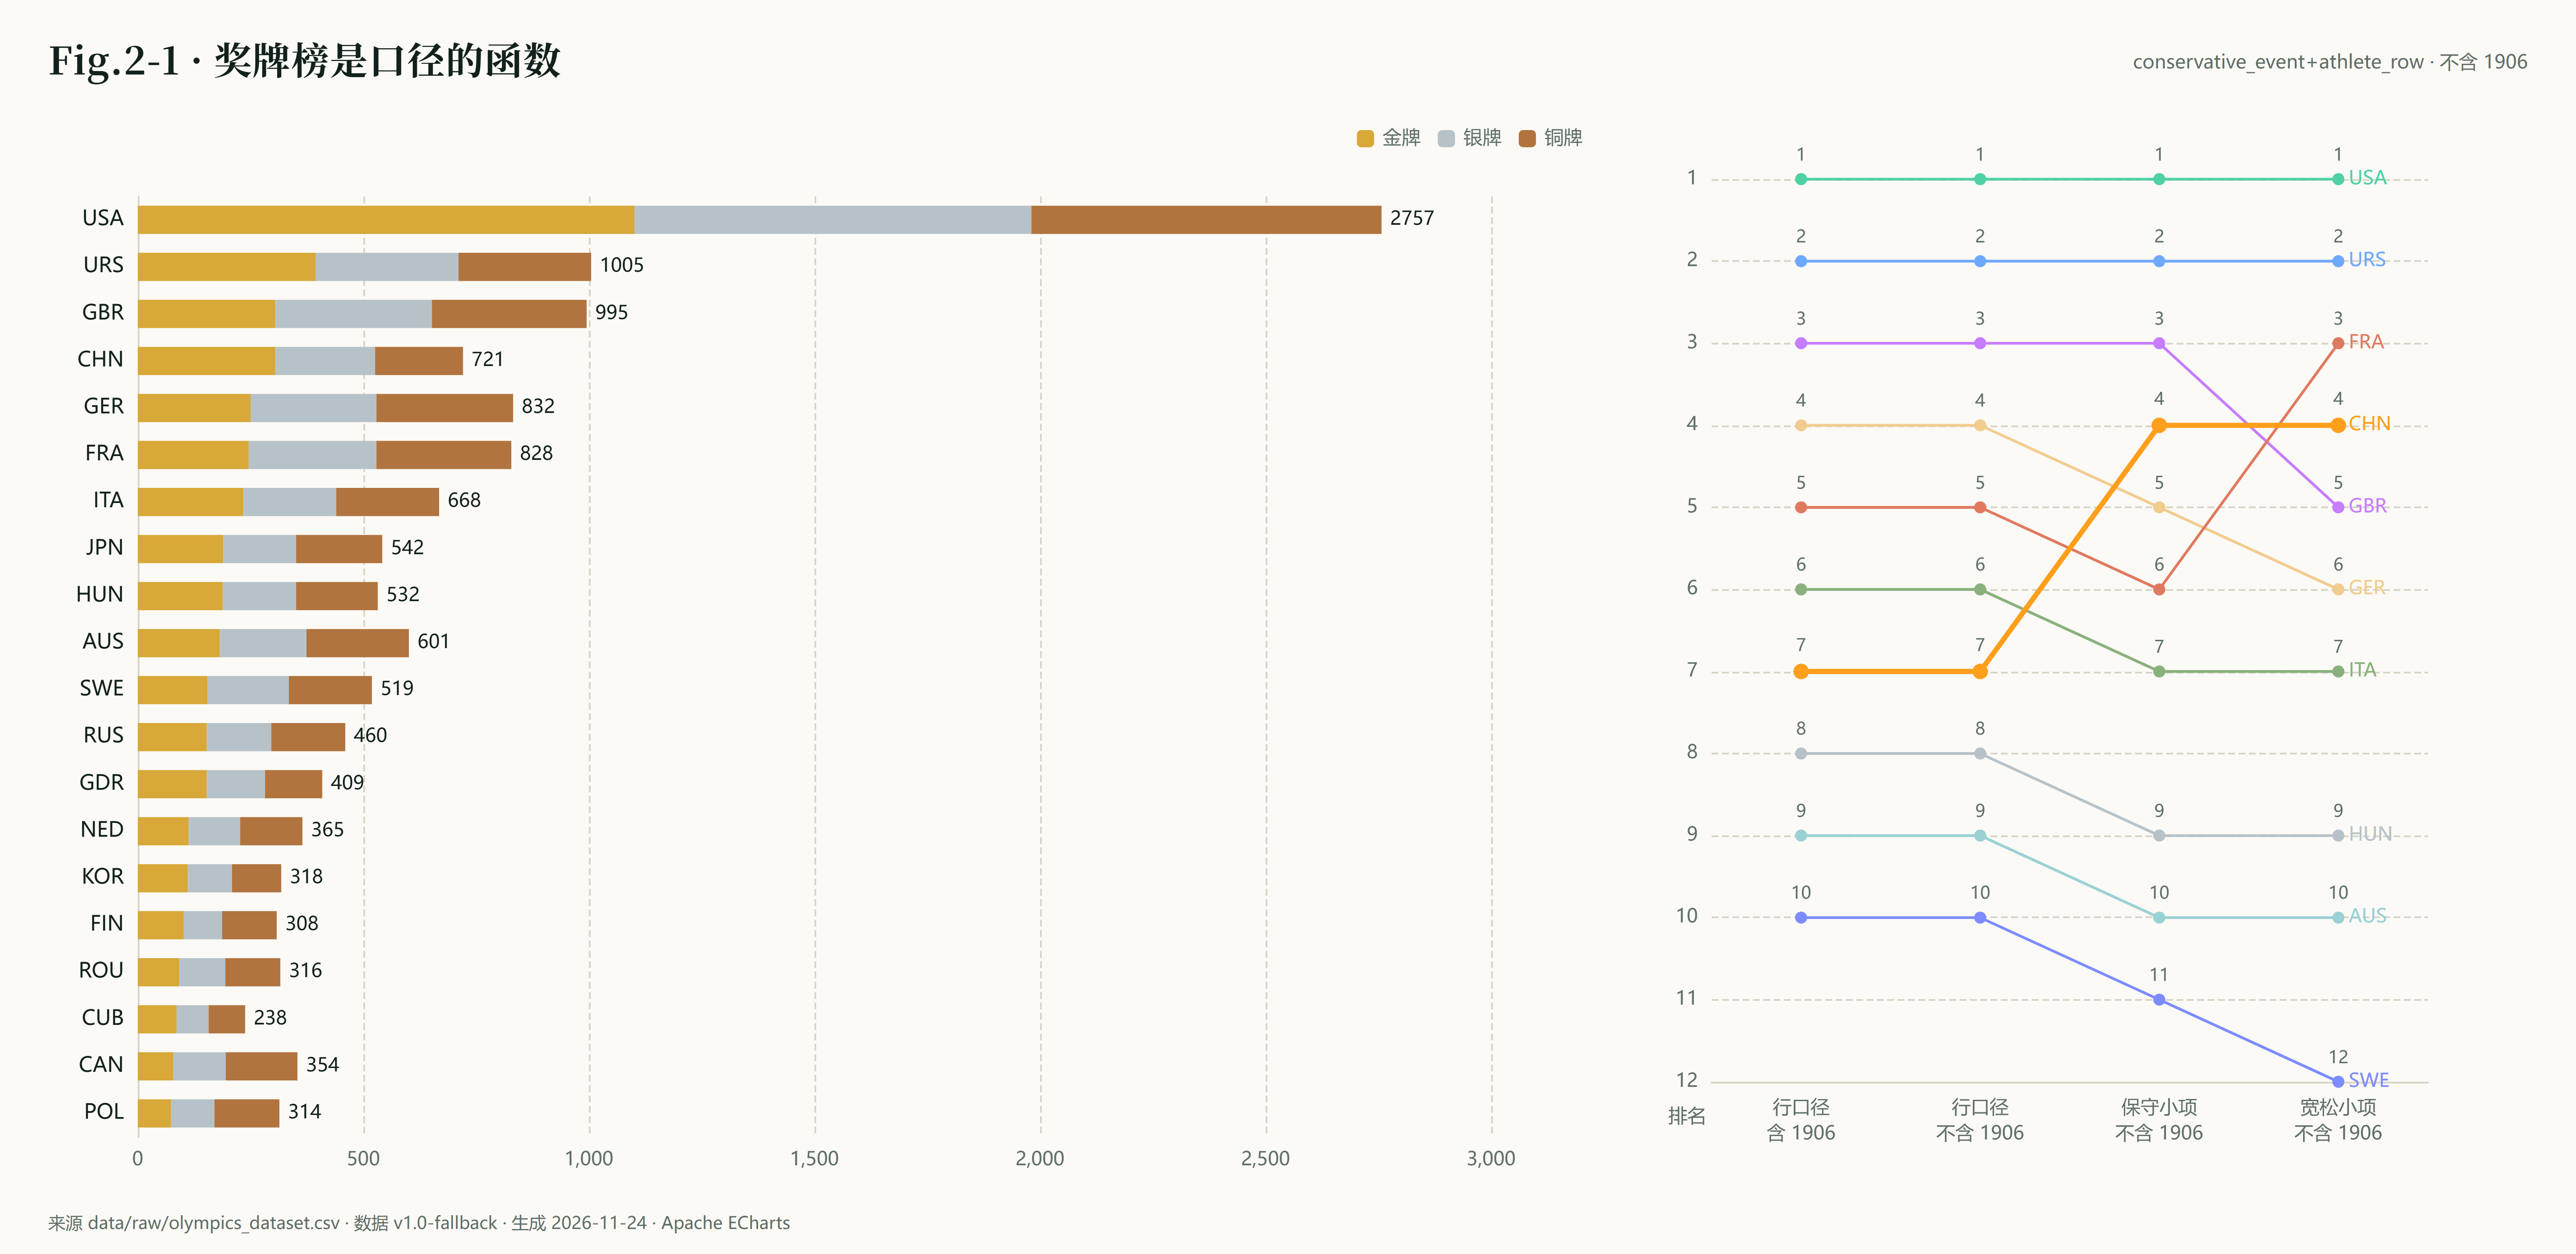 Fig.2-1 · 奖牌榜是口径的函数
conservative_event+athlete_row · 不含 1906
金牌 银牌 铜牌
USA 2757
URS 1005
GBR 995
CHN 721
GER 832
FRA 828
ITA 668
JPN 542
HUN 532
AUS 601
SWE 519
RUS 460
GDR 409
NED 365
KOR 318
FIN 308
ROU 316
CUB 238
CAN 354
POL 314
0 500 1,000 1,500 2,000 2,500 3,000
1 1 1 1
1 USA
2 2 2 2
2 URS
3 3 3 3
3 FRA
4 4 4 4
4 CHN
5 5 5 5
5 GBR
6 6 6 6
6 GER
7 7 7 7
7 ITA
8 8
8
9 9 9 9
9 HUN
10 10 10 10
10 AUS
11
11
12
12 SWE
排名
行口径 行口径 保守小项 宽松小项
含 1906 不含 1906 不含 1906 不含 1906
来源 data/raw/olympics_dataset.csv · 数据 v1.0-fallback · 生成 2026-11-24 · Apache ECharts